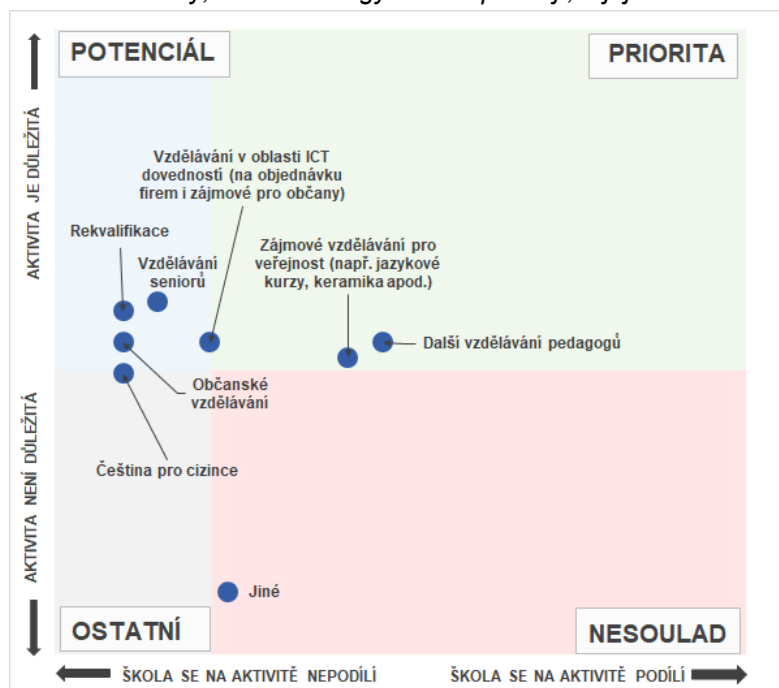 POTENCIÁL
PRIORITA
AKTIVITA JE DŮLEŽITÁ
Vzdělávání v oblasti ICT
dovedností (na objednávku
firem i zájmové pro občany)
Rekvalifikace
Vzdělávání
seniorů
Zájmové vzdělávání pro
veřejnost (např. jazykové
kurzy, keramika apod.)
Další vzdělávání pedagogů
Občanské
vzdělávání
Čeština pro cizince
AKTIVITA NENÍ DŮLEŽITÁ
Jiné
OSTATNÍ
NESOULAD
ŠKOLA SE NA AKTIVITĚ NEPODÍLÍ
ŠKOLA SE NA AKTIVITĚ PODÍLÍ